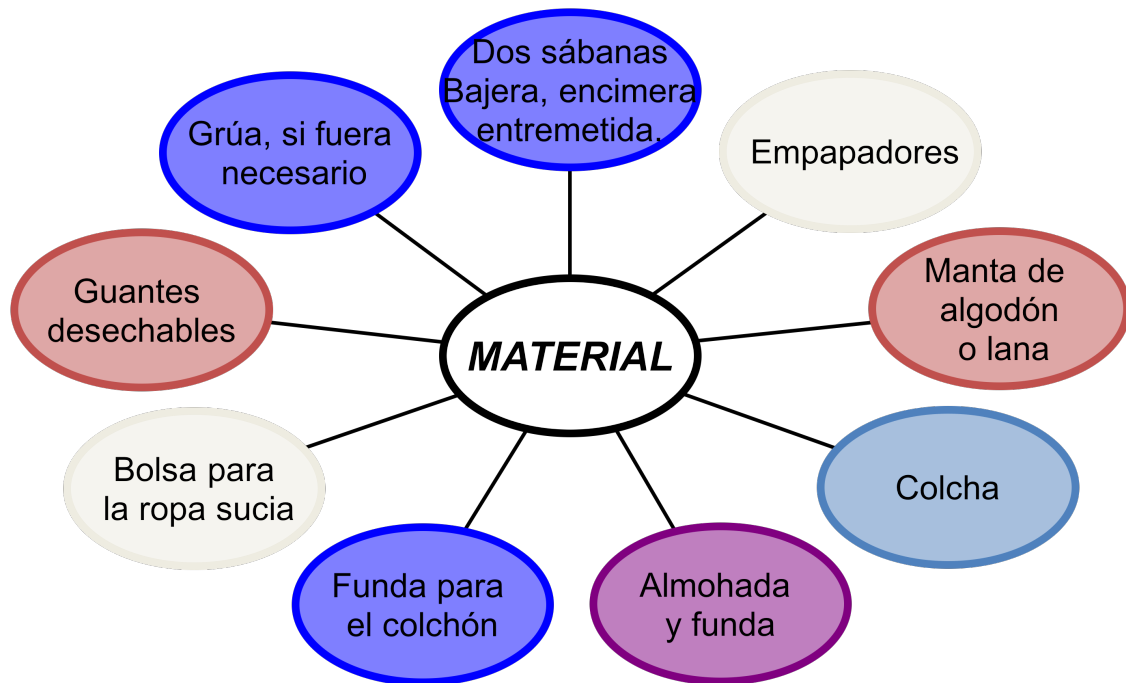 Dos sábanas
Bajera, encimera
entremetida.
Grúa, si fuera
necesario
Empapadores
Guantes
desechables
Manta de
algodón
o lana
MATERIAL
Bolsa para
la ropa sucia
Colcha
Funda para
el colchón
Almohada
y funda